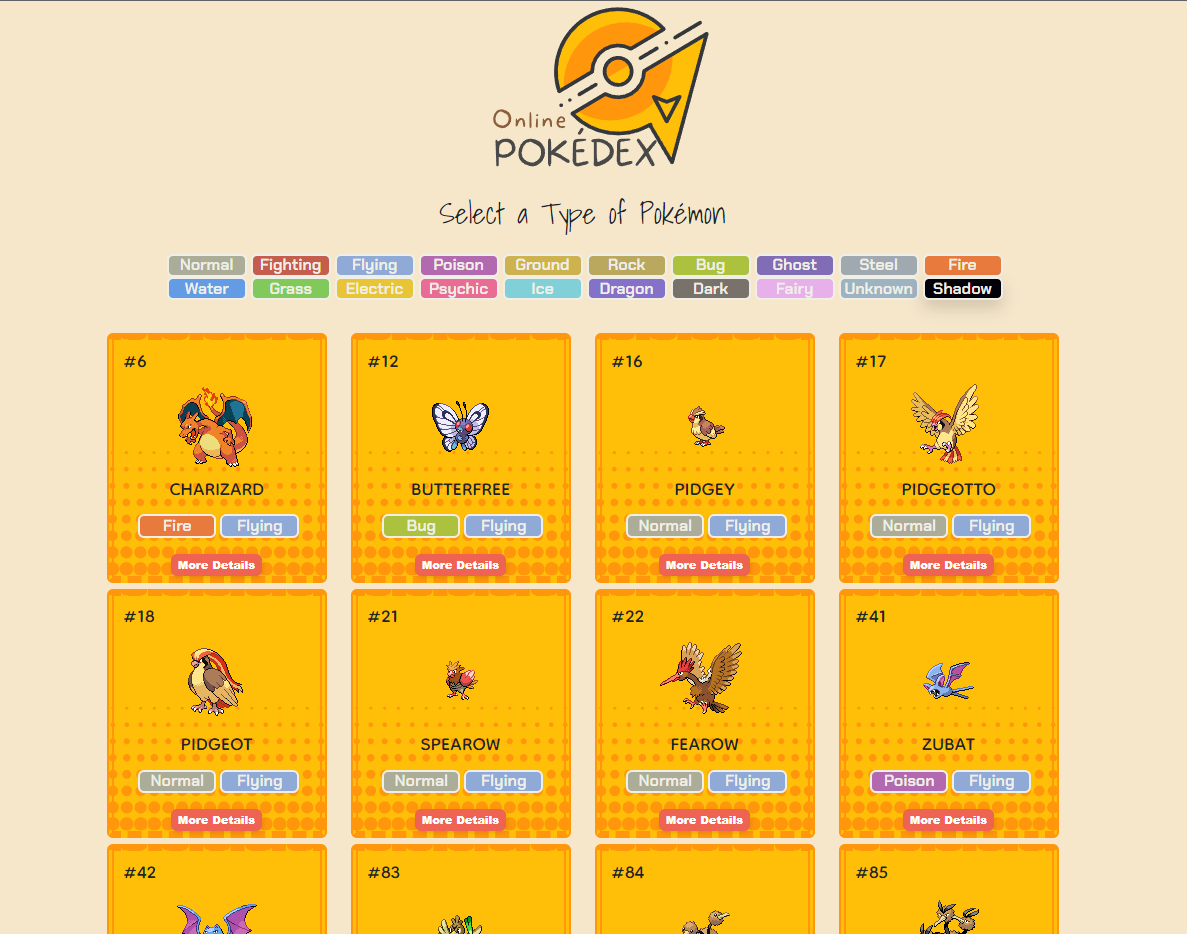 Online
POKÉDEX
Select a Type of Pokémon
Normal Fighting Flying Poison Ground Rock Bug Ghost Steel Fire
Water Grass Electric Psychic Ice Dragon Dark Fairy Unknown Shadow
#6 #12 #16 #17
CHARIZARD BUTTERFREE PIDGEY PIDGEOTTO
Fire Flying Bug Flying Normal Flying Normal Flying
More Details More Details More Details More Details
#18 #21 #22 #41
PIDGEOT SPEAROW FEAROW ZUBAT
Normal Flying Normal Flying Normal Flying Poison Flying
More Details More Details More Details More Details
#42 #83 #84 #85